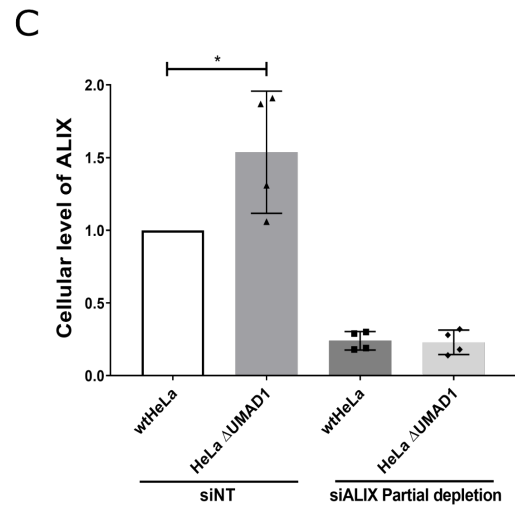 C
*
Cellular level of ALIX
2.0
1.5
1.0
0.5
0.0
wtHeLa
HeLa ΔUMAD1
wtHeLa
HeLa ΔUMAD1
siNT
siALIX Partial depletion